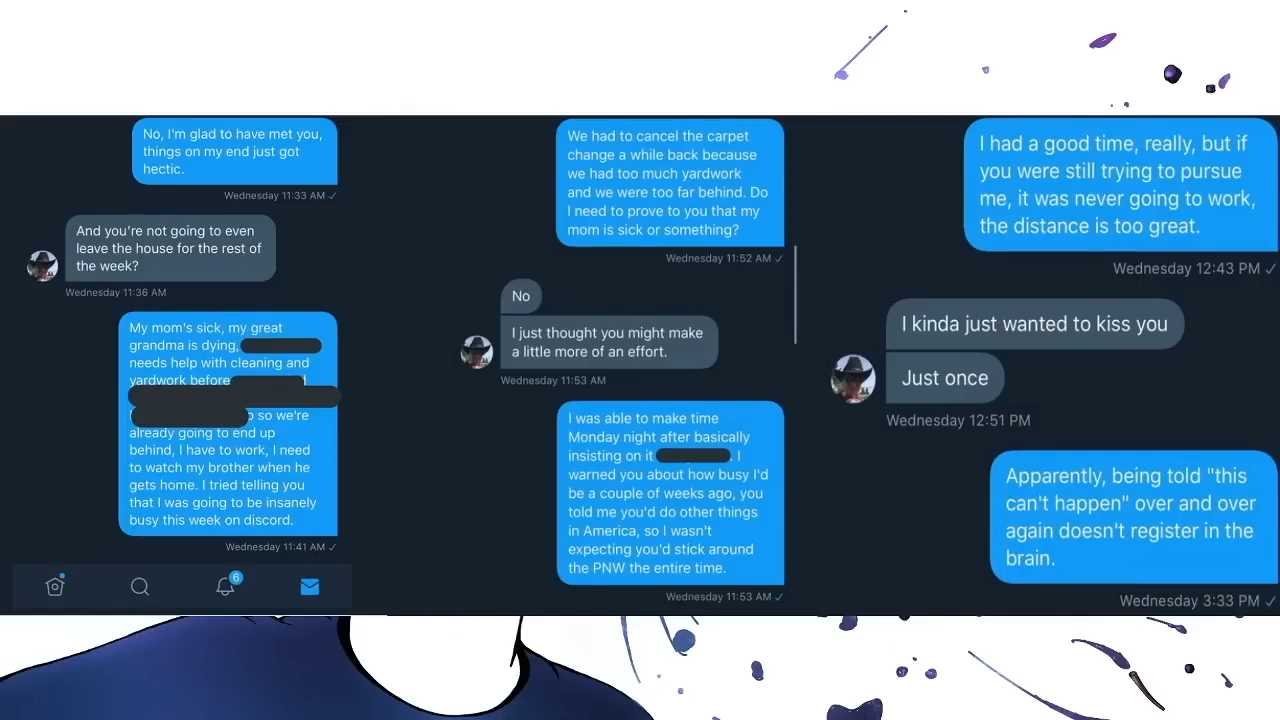 No, I'm glad to have met you,
things on my end just got
hectic.
Wednesday 11:33 AM ✓
And you're not going to even
leave the house for the rest of
the week?
Wednesday 11:36 AM
My mom's sick, my great
grandma is dying,
needs help with cleaning and
yardwork before
so we're
already going to end up
behind, I have to work, I need
to watch my brother when he
gets home. I tried telling you
that I was going to be insanely
busy this week on discord.
Wednesday 11:41 AM ✓
6
We had to cancel the carpet
change a while back because
we had too much yardwork
and we were too far behind. Do
I need to prove to you that my
mom is sick or something?
Wednesday 11:52 AM ✓
No
I just thought you might make
a little more of an effort.
Wednesday 11:53 AM
I was able to make time
Monday night after basically
insisting on it . I
warned you about how busy I'd
be a couple of weeks ago, you
told me you'd do other things
in America, so I wasn't
expecting you'd stick around
the PNW the entire time.
Wednesday 11:53 AM ✓
I had a good time, really, but if
you were still trying to pursue
me, it was never going to work,
the distance is too great.
Wednesday 12:43 PM ✓
I kinda just wanted to kiss you
Just once
Wednesday 12:51 PM
Apparently, being told "this
can't happen" over and over
again doesn't register in the
brain.
Wednesday 3:33 PM ✓